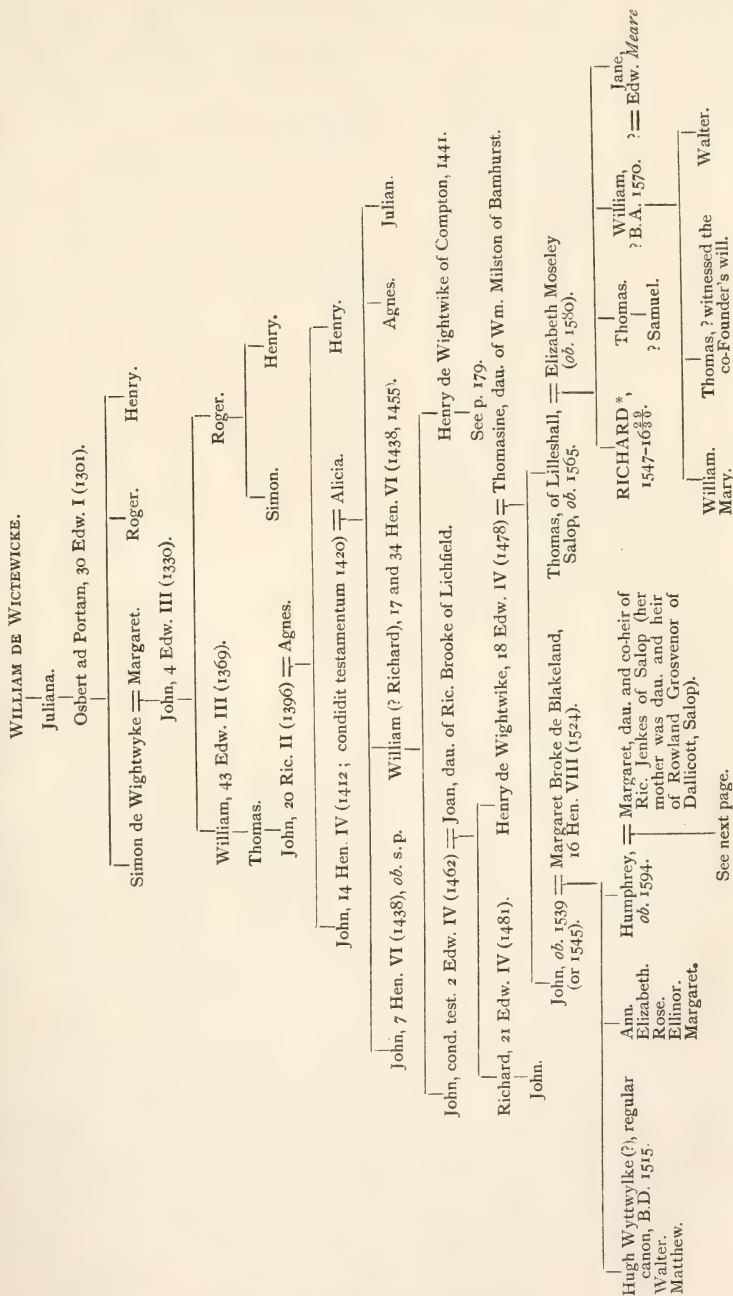 WILLIAM DE WICTEWICKE.
Juliana.
Osbert ad Portam, 30 Edw. I (1301).
Simon de Wightwyke = Margaret.
Roger.
Henry.
John, 4 Edw. III (1330).
William, 43 Edw. III (1369).
Roger.
Thomas.
Simon.
Henry.
John, 20 Ric. II (1396) = Agnes.
John, 14 Hen. IV (1412; condidit testamentum 1420) = Alicia.
Henry.
John, 7 Hen. VI (1438), ob. s.p.
William (? Richard), 17 and 34 Hen. VI (1438, 1455).
Agnes.
Julian.
John, cond. test. 2 Edw. IV (1462) = Joan, dau. of Ric. Brooke of Lichfield.
Henry de Wightwike of Compton, 1441.
See p. 179.
Richard, 21 Edw. IV (1481).
Henry de Wightwike, 18 Edw. IV (1478) = Thomasine, dau. of Wm. Milston of Bamhurst.
John.
John, ob. 1539 = Margaret Broke de Blakeland,
(or 1545).
16 Hen. VIII (1524).
Thomas, of Lilleshall, = Elizabeth Moseley
Salop, ob. 1565.
(ob. 1580).
Hugh Wyttwylke (?), regular
canon, B.D. 1515.
Walter.
Matthew.
Ann.
Elizabeth.
Rose.
Ellinor.
Margaret.
Humphrey, = Margaret, dau. and co-heir of
ob. 1594.
Ric. Jenkes of Salop (her
mother was dau. and heir
of Rowland Grosvenor of
Dallicott, Salop).
See next page.
RICHARD*,
1547-16 29/30.
Thomas.
? Samuel.
William,
? B.A. 1570.
Jane,
? = Edw. Meare
William.
Mary.
Thomas, ? witnessed the
co-Founder's will.
Walter.